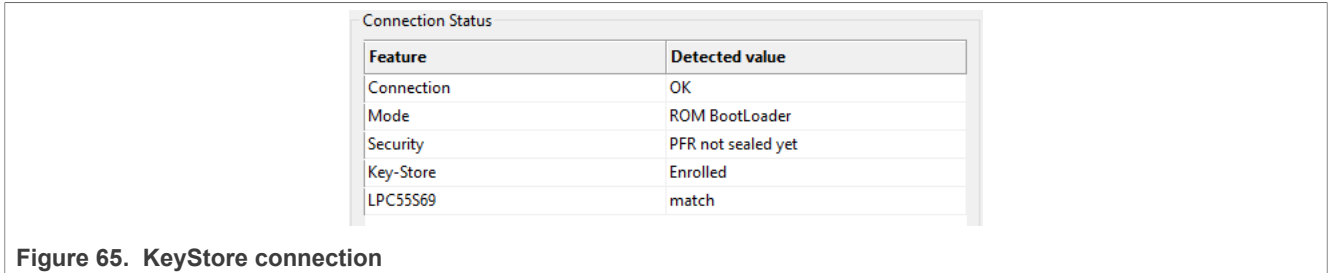 Connection Status
Feature Detected value
Connection OK
Mode ROM BootLoader
Security PFR not sealed yet
Key-Store Enrolled
LPC55S69 match
Figure 65. KeyStore connection